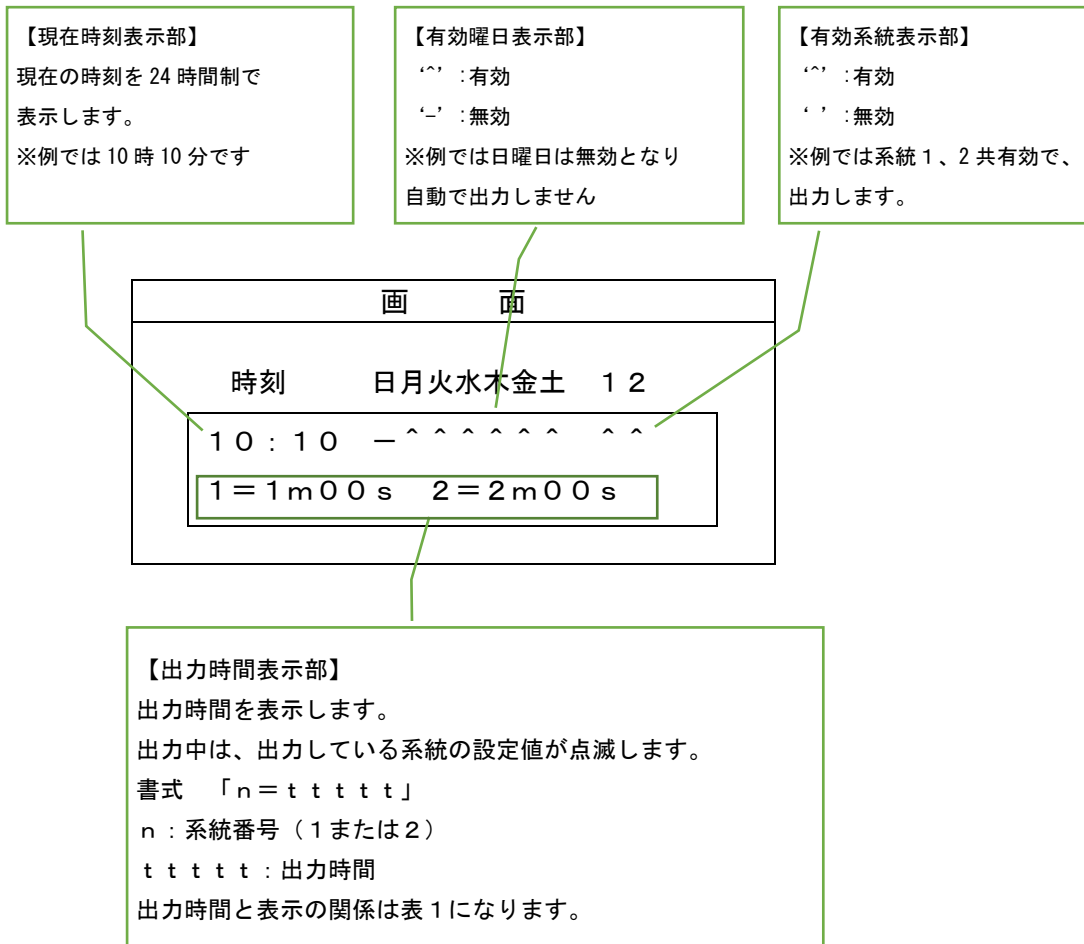 【現在時刻表示部】
現在の時刻を 24 時間制で
表示します。
※例では 10 時 10 分です
【有効曜日表示部】
‘^’:有効
‘-’:無効
※例では日曜日は無効となり
自動で出力しません
【有効系統表示部】
‘^’:有効
‘ ’:無効
※例では系統１、2 共有効で、
出力します。
画　　面
時刻　　日月火水木金土　１２
１０：１０　－＾＾＾＾＾＾　＾＾
１＝１ｍ００ｓ　２＝２ｍ００ｓ
【出力時間表示部】
出力時間を表示します。
出力中は、出力している系統の設定値が点滅します。
書式　「ｎ＝ｔｔｔｔｔ」
ｎ：系統番号（１または２）
ｔｔｔｔｔ：出力時間
出力時間と表示の関係は表１になります。